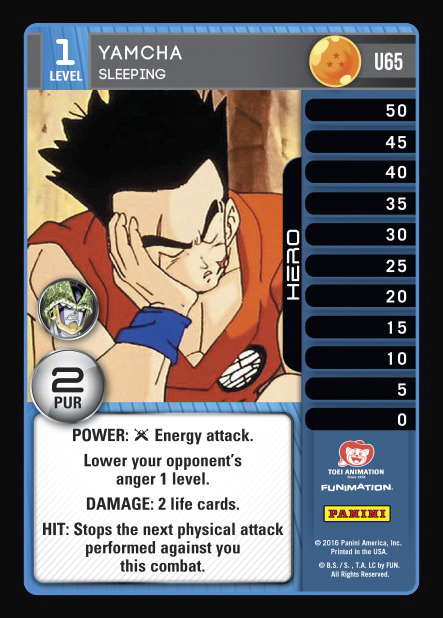 1
LEVEL
YAMCHA
SLEEPING
U65
50
45
40
35
30
25
20
15
10
5
0
HERO
2
PUR
POWER: Energy attack.
Lower your opponent's
anger 1 level.
DAMAGE: 2 life cards.
HIT: Stops the next physical attack
performed against you
this combat.
TOEI ANIMATION
Since 1956
FUNIMATION.
PANINI
© 2016 Panini America, Inc.
Printed in the USA.
© B.S./ S. , T.A. LC by FUN.
All Rights Reserved.